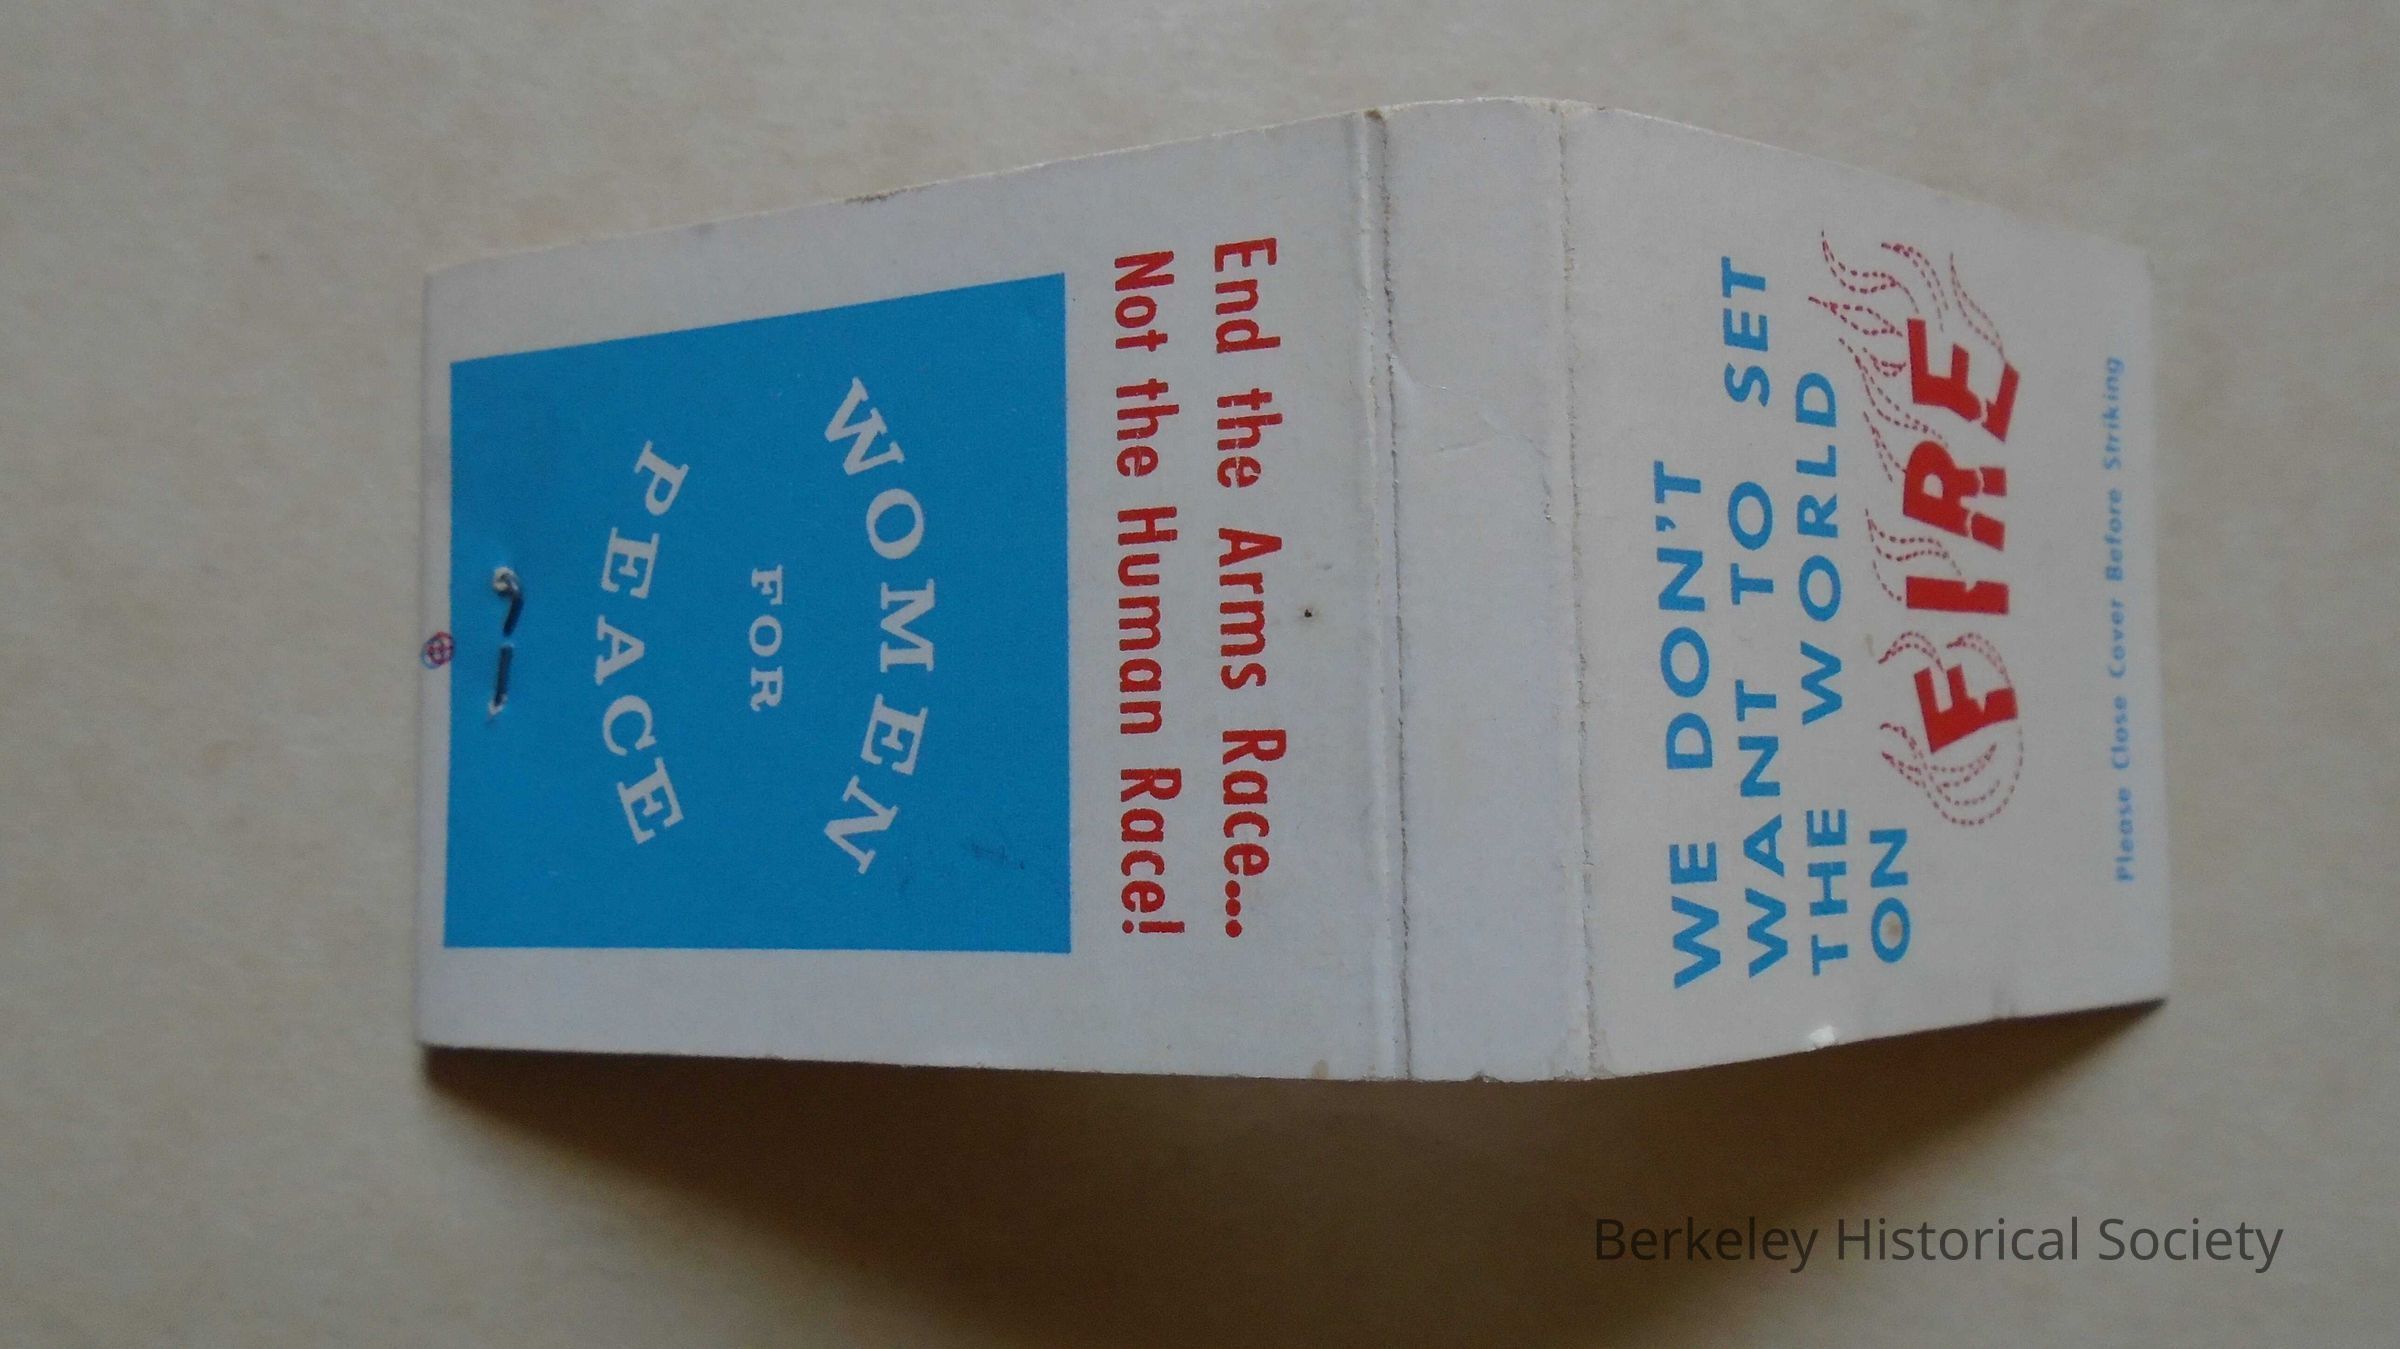 End the Arms Race...
Not the Human Race!
WOMEN
FOR
PEACE
WE DON'T
WANT TO SET
THE WORLD
ON FIRE
Please Close Cover Before Striking
Berkeley Historical Society